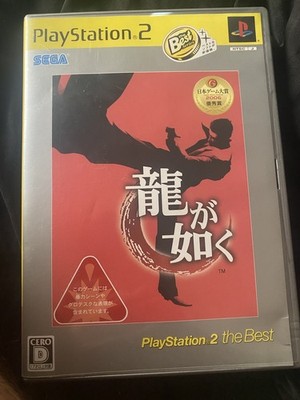 PlayStation 2
Best
SEGA
NTSC J
日本ゲーム大賞
2006
優秀賞
龍が
如く
TM
このゲームには
暴力シーンや
グロテスクな表現が
含まれています。
CERO
D
PlayStation 2 the Best